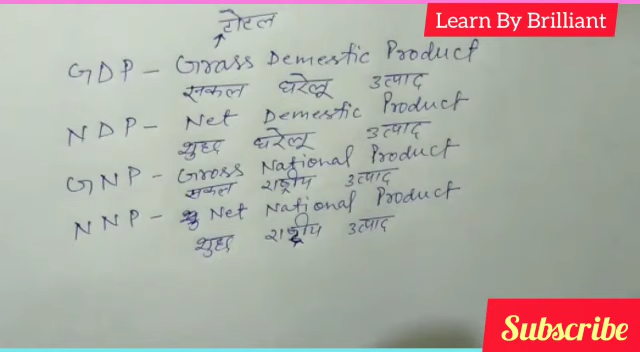 Learn By Brilliant
टोटल
GDP - Grass Demestic Product
सकल घरेलू उत्पाद
NDP - Net Demestic Product
शुद्ध घरेलू उत्पाद
GNP - Gross National Product
सकल राष्ट्रीय उत्पाद
NNP - शु Net National Product
शुद्ध राष्ट्रीय उत्पाद
Subscribe